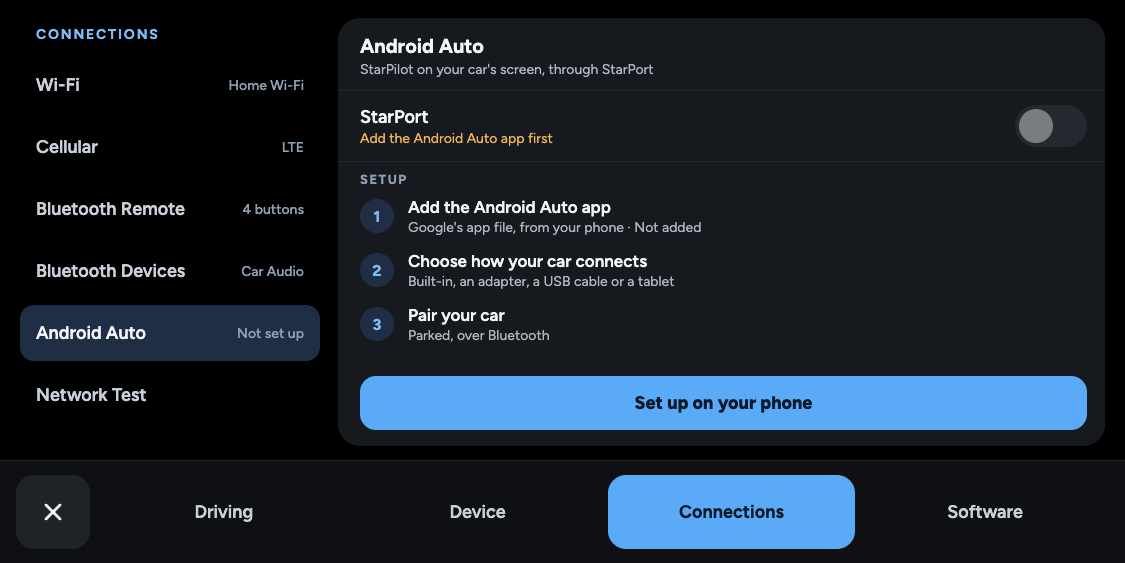 CONNECTIONS
Wi-Fi
Home Wi-Fi
Cellular
LTE
Bluetooth Remote
4 buttons
Bluetooth Devices
Car Audio
Android Auto
Not set up
Network Test
Android Auto
StarPilot on your car's screen, through StarPort
StarPort
Add the Android Auto app first
SETUP
1
Add the Android Auto app
Google's app file, from your phone · Not added
2
Choose how your car connects
Built-in, an adapter, a USB cable or a tablet
3
Pair your car
Parked, over Bluetooth
Set up on your phone
Driving
Device
Connections
Software